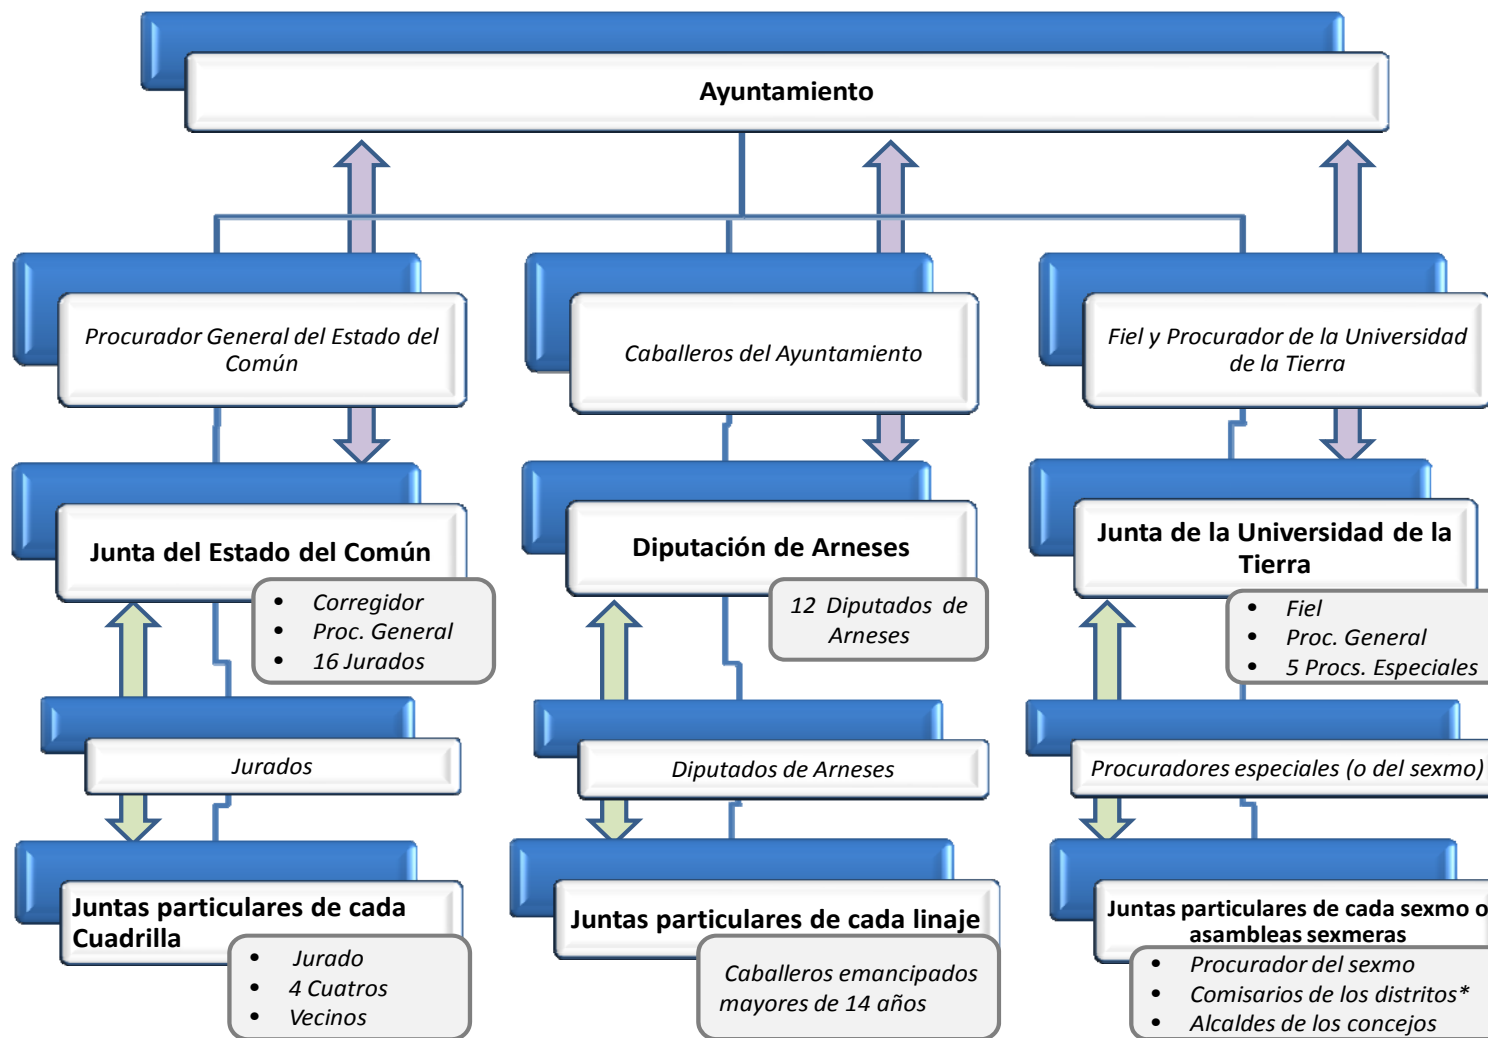 Ayuntamiento
Procurador General del Estado del
Común
Caballeros del Ayuntamiento
Fiel y Procurador de la Universidad
de la Tierra
Junta del Estado del Común
• Corregidor
• Proc. General
• 16 Jurados
Diputación de Arneses
12 Diputados de
Arneses
Junta de la Universidad de la
Tierra
• Fiel
• Proc. General
• 5 Procs. Especiales
Jurados
Diputados de Arneses
Procuradores especiales (o del sexmo)
Juntas particulares de cada
Cuadrilla
• Jurado
• 4 Cuatros
• Vecinos
Juntas particulares de cada linaje
Caballeros emancipados
mayores de 14 años
Juntas particulares de cada sexmo o
asambleas sexmeras
• Procurador del sexmo
• Comisarios de los distritos*
• Alcaldes de los concejos